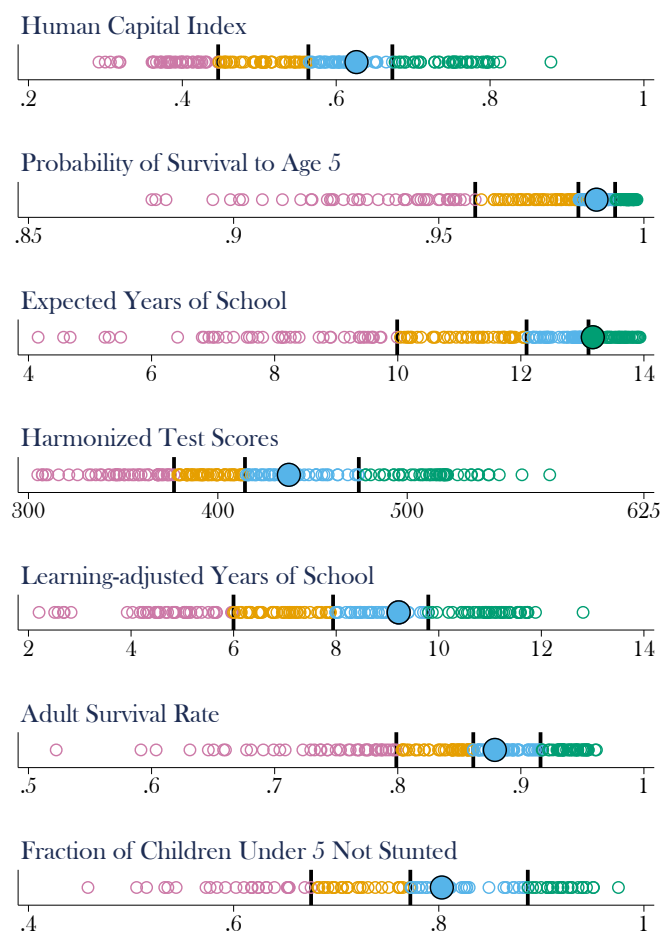 Human Capital Index
.2 .4 .6 .8 1
Probability of Survival to Age 5
.85 .9 .95 1
Expected Years of School
4 6 8 10 12 14
Harmonized Test Scores
300 400 500 625
Learning-adjusted Years of School
2 4 6 8 10 12 14
Adult Survival Rate
.5 .6 .7 .8 .9 1
Fraction of Children Under 5 Not Stunted
.4 .6 .8 1